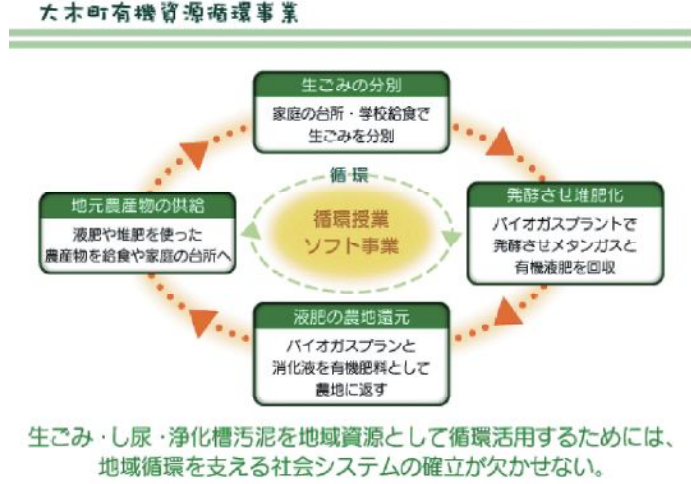 大木町有機資源循環事業
生ごみの分別
家庭の台所・学校給食で
生ごみを分別
循環
発酵させ堆肥化
バイオガスプラントで
発酵させメタンガスと
有機液肥を回収
地元農産物の供給
液肥や堆肥を使った
農産物を給食や家庭の台所へ
循環授業
ソフト事業
液肥の農地還元
バイオガスプランと
消化液を有機肥料として
農地に返す
生ごみ・し尿・浄化槽汚泥を地域資源として循環活用するためには、
地域循環を支える社会システムの確立が欠かせない。